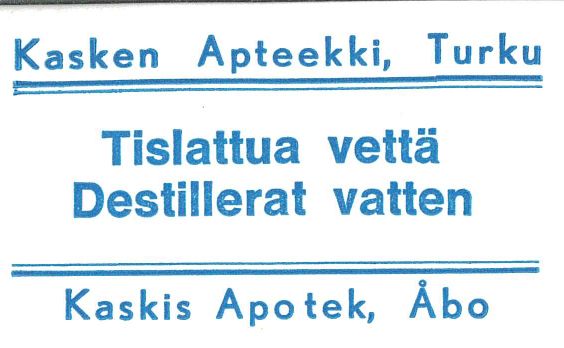 Kasken Apteekki, Turku
Tislattua vettä
Destillerat vatten
Kaskis Apotek, Åbo